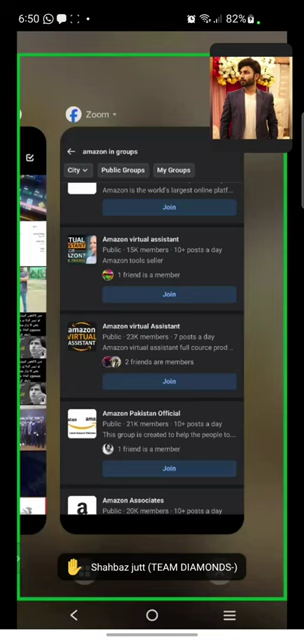 6:50
82%
Zoom
amazon in groups
City
Public Groups
My Groups
Amazon is the world's largest online platf...
Join
Amazon virtual assistant
Public · 15K members · 10+ posts a day
Amazon tools seller
1 friend is a member
Join
amazon
VIRTUAL
ASSISTANT
Amazon virtual Assistant
Public · 23K members · 7 posts a day
Amazon virtual assistant full cource prod...
2 friends are members
Join
amazon
Amazon Pakistan Official
Public · 21K members · 10+ posts a day
This group is created to help the people to...
1 friend is a member
Join
Amazon Associates
Public · 20K members · 10+ posts a day
Shahbaz jutt (TEAM DIAMONDS-)